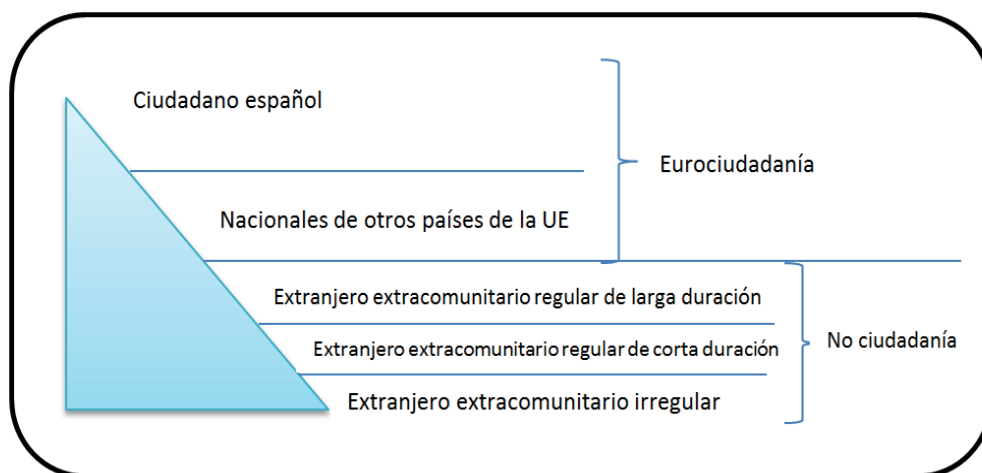 Ciudadano español
Eurociudadanía
Nacionales de otros países de la UE
Extranjero extracomunitario regular de larga duración
No ciudadanía
Extranjero extracomunitario regular de corta duración
Extranjero extracomunitario irregular